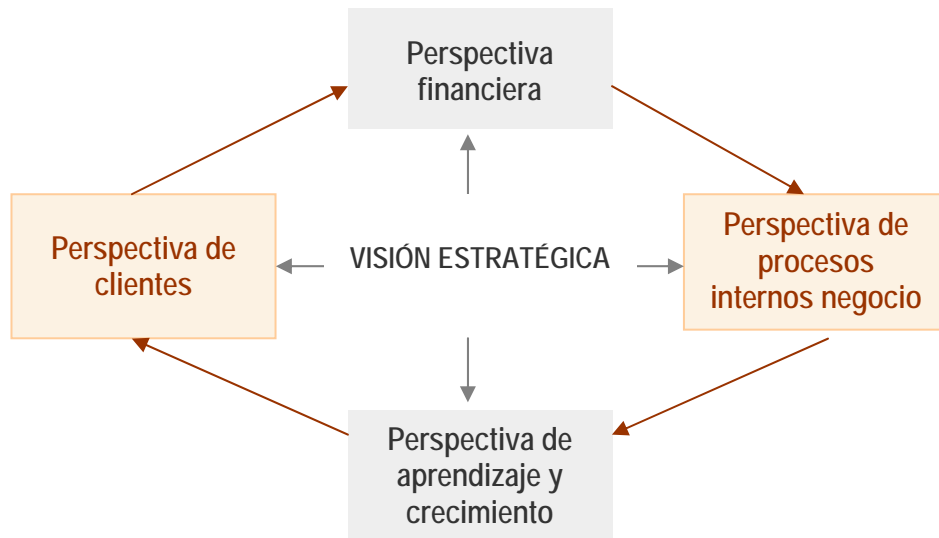 Perspectiva
financiera
Perspectiva de
clientes
VISIÓN ESTRATÉGICA
Perspectiva de
procesos
internos negocio
Perspectiva de
aprendizaje y
crecimiento